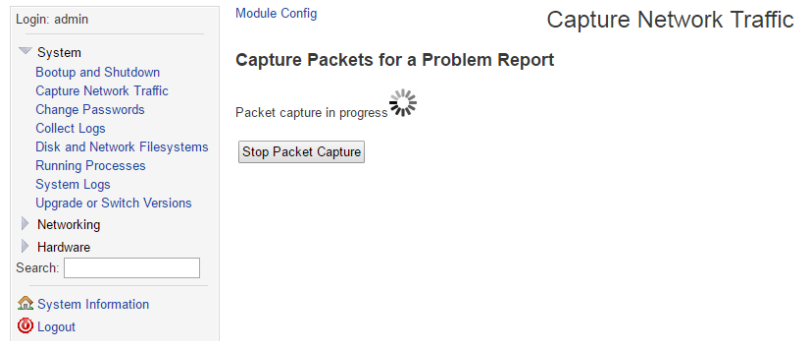 Login: admin
System
Bootup and Shutdown
Capture Network Traffic
Change Passwords
Collect Logs
Disk and Network Filesystems
Running Processes
System Logs
Upgrade or Switch Versions
Networking
Hardware
Search:
System Information
Logout
Module Config
Capture Network Traffic
Capture Packets for a Problem Report
Packet capture in progress
Stop Packet Capture